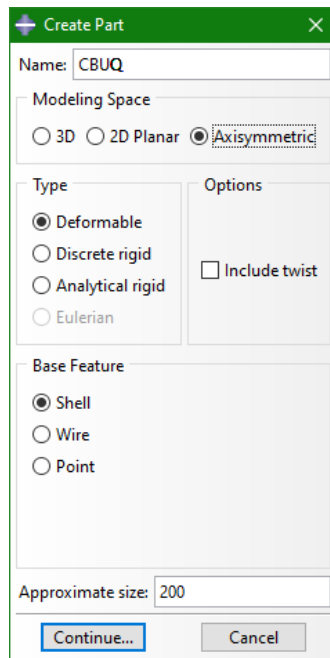 Create Part
Name: CBUQ
Modeling Space
3D 2D Planar Axisymmetric
Type Options
Deformable
Discrete rigid
Analytical rigid
Eulerian
Include twist
Base Feature
Shell
Wire
Point
Approximate size: 200
Continue... Cancel